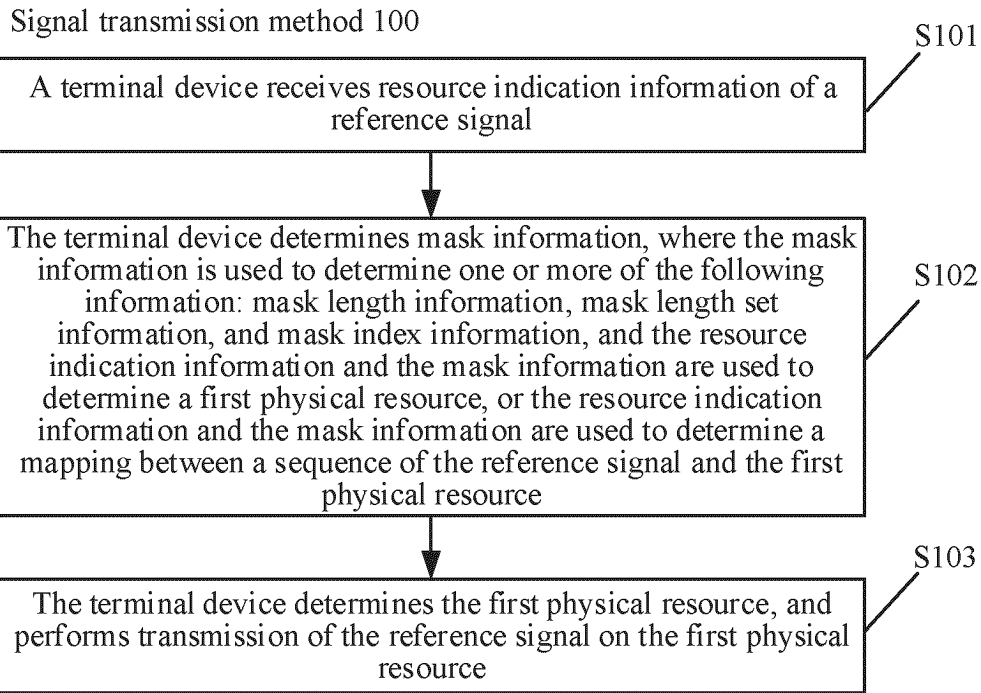 Signal transmission method 100
S101
A terminal device receives resource indication information of a
reference signal
The terminal device determines mask information, where the mask
information is used to determine one or more of the following
information: mask length information, mask length set
information, and mask index information, and the resource
indication information and the mask information are used to
determine a first physical resource, or the resource indication
information and the mask information are used to determine a
mapping between a sequence of the reference signal and the first
physical resource
S102
The terminal device determines the first physical resource, and
performs transmission of the reference signal on the first physical
resource
S103